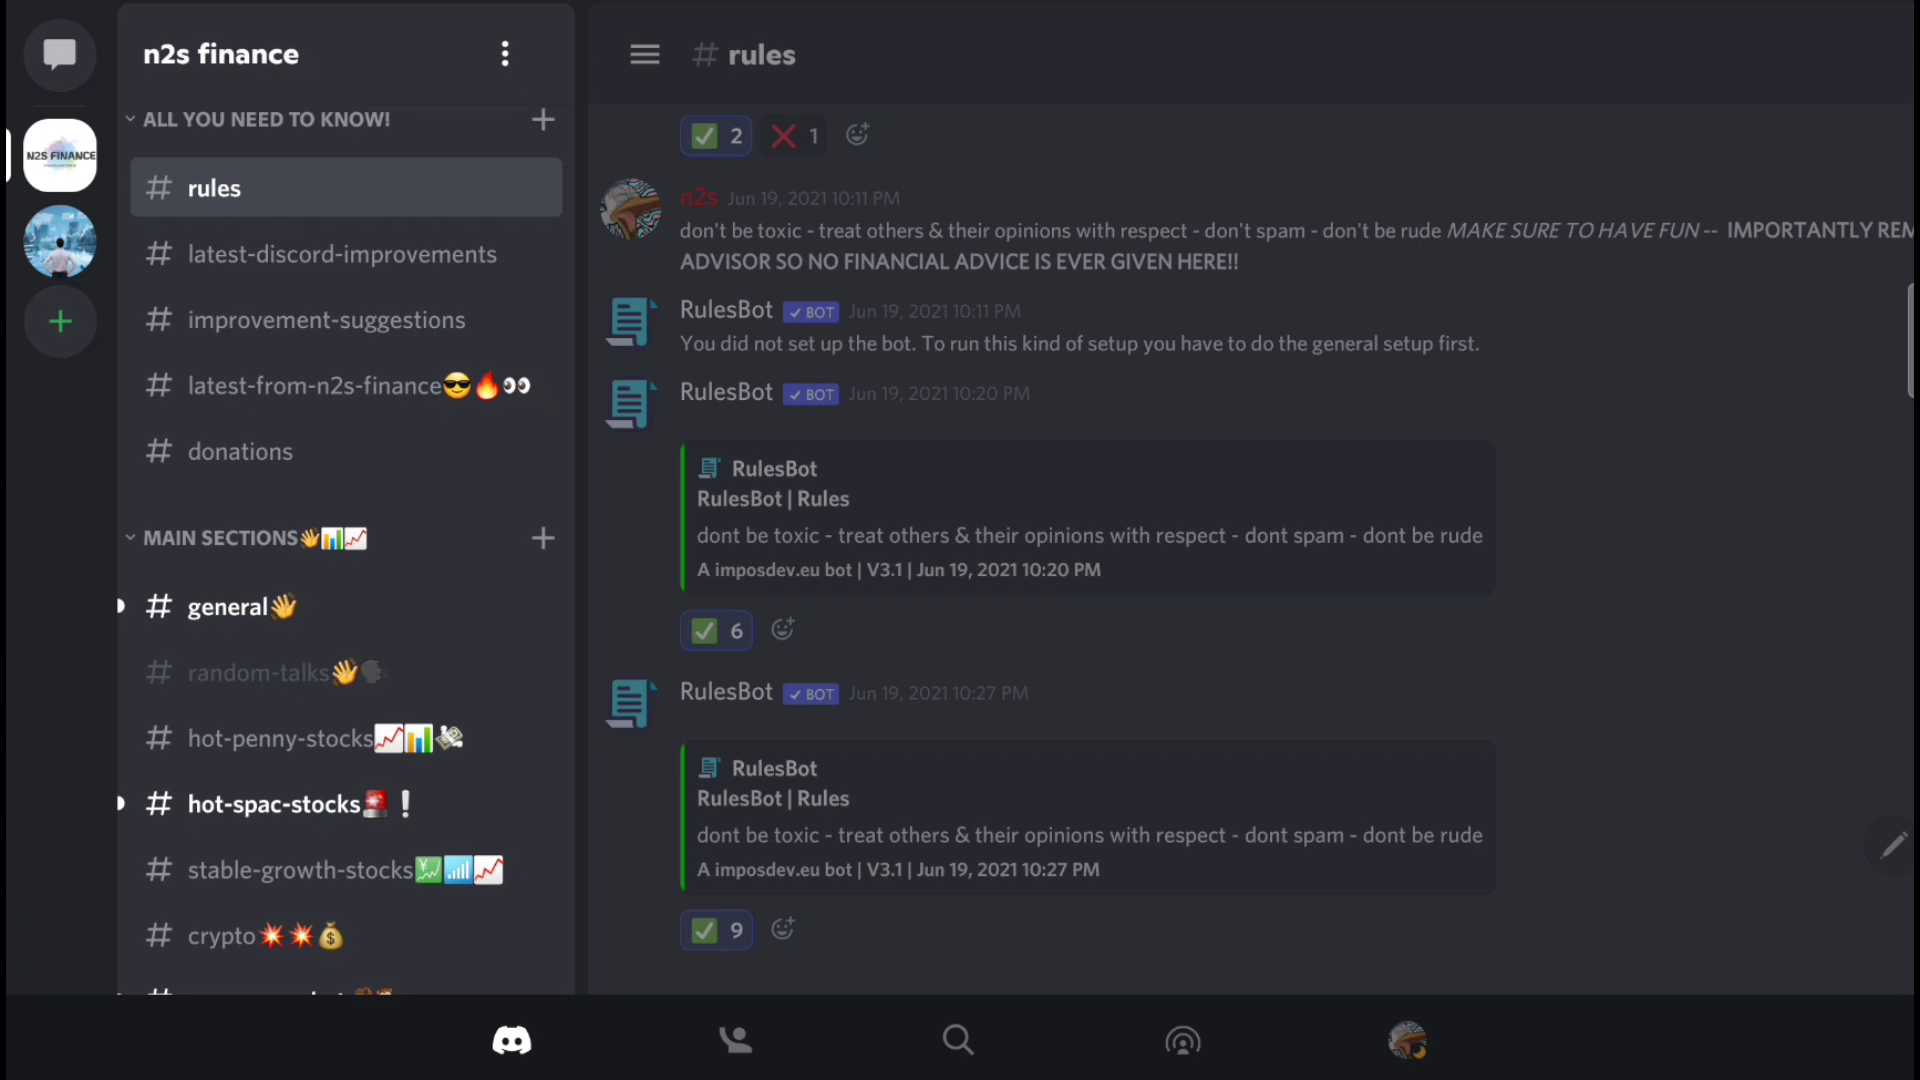 n2s finance
ALL YOU NEED TO KNOW!
N2S FINANCE
# rules
# latest-discord-improvements
# improvement-suggestions
# latest-from-n2s-finance😎🔥👀
# donations
MAIN SECTIONS👋📊📈
# general👋
# random-talks👋🗣
# hot-penny-stocks📈📊💸
# hot-spac-stocks🚨❕
# stable-growth-stocks💹📶📈
# crypto💥💥💰
# rules
✅ 2 ❌ 1
n2s Jun 19, 2021 10:11 PM
don't be toxic - treat others & their opinions with respect - don't spam - don't be rude MAKE SURE TO HAVE FUN -- IMPORTANTLY REM
ADVISOR SO NO FINANCIAL ADVICE IS EVER GIVEN HERE!!
RulesBot ✓ BOT Jun 19, 2021 10:11 PM
You did not set up the bot. To run this kind of setup you have to do the general setup first.
RulesBot ✓ BOT Jun 19, 2021 10:20 PM
RulesBot
RulesBot | Rules
dont be toxic - treat others & their opinions with respect - dont spam - dont be rude
A imposdev.eu bot | V3.1 | Jun 19, 2021 10:20 PM
✅ 6
RulesBot ✓ BOT Jun 19, 2021 10:27 PM
RulesBot
RulesBot | Rules
dont be toxic - treat others & their opinions with respect - dont spam - dont be rude
A imposdev.eu bot | V3.1 | Jun 19, 2021 10:27 PM
✅ 9